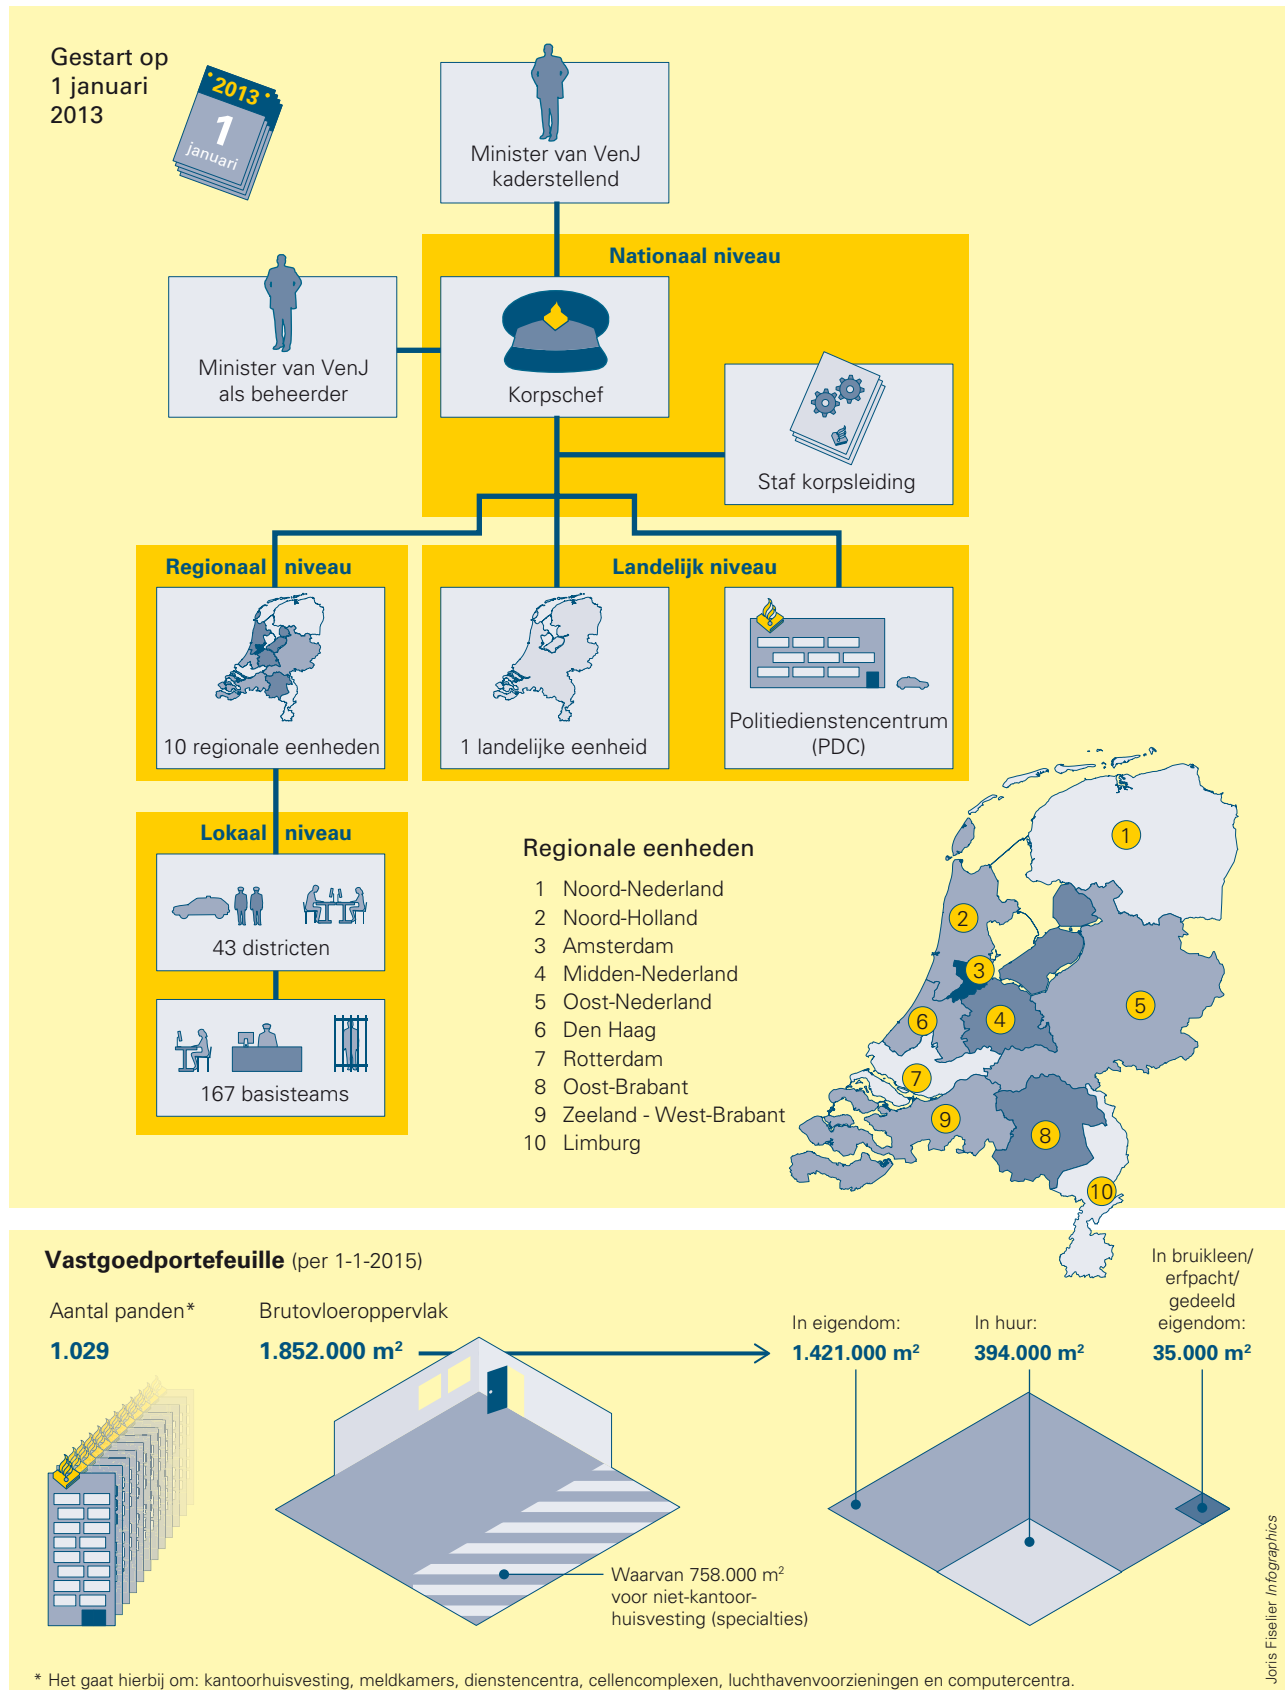 Gestart op
1 januari
2013
2013
1
januari
Minister van VenJ
kaderstellend
Nationaal niveau
Minister van VenJ
als beheerder
Korpschef
Staf korpsleiding
Regionaal niveau
10 regionale eenheden
Landelijk niveau
1 landelijke eenheid
Politiedienstencentrum
(PDC)
Lokaal niveau
43 districten
167 basisteams
Regionale eenheden
1 Noord-Nederland
2 Noord-Holland
3 Amsterdam
4 Midden-Nederland
5 Oost-Nederland
6 Den Haag
7 Rotterdam
8 Oost-Brabant
9 Zeeland - West-Brabant
10 Limburg
1
2
3
4
5
6
7
8
9
10
Vastgoedportefeuille (per 1-1-2015)
Aantal panden*
1.029
Brutovloeroppervlak
1.852.000 m²
In eigendom:
1.421.000 m²
In huur:
394.000 m²
In bruikleen/
erfpacht/
gedeeld
eigendom:
35.000 m²
Waarvan 758.000 m²
voor niet-kantoor-
huisvesting (specialties)
* Het gaat hierbij om: kantoorhuisvesting, meldkamers, dienstencentra, cellencomplexen, luchthavenvoorzieningen en computercentra.
Joris Fiselier Infographics